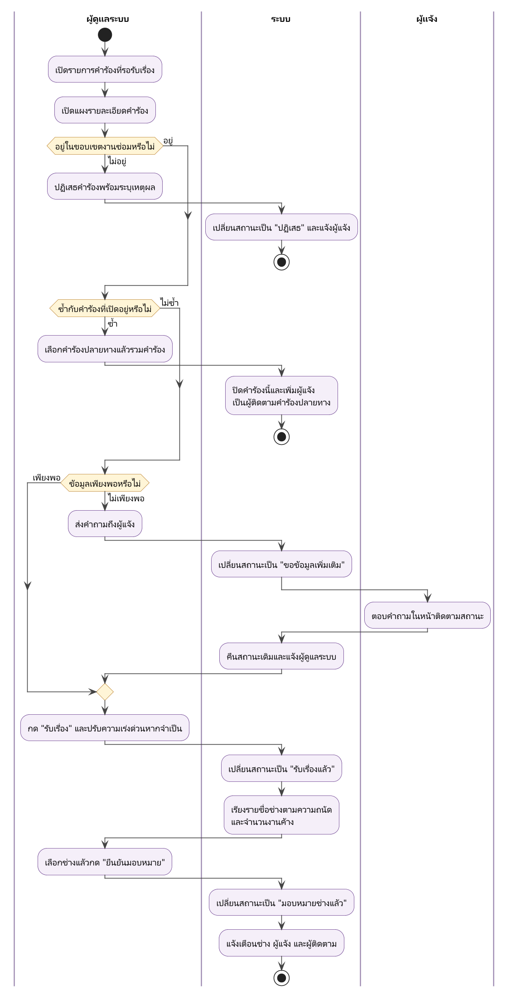 ผู้ดูแลระบบ
ระบบ
ผู้แจ้ง
เปิดรายการคำร้องที่รอรับเรื่อง
เปิดแผงรายละเอียดคำร้อง
อยู่ในขอบเขตงานซ่อมหรือไม่
อยู่
ไม่อยู่
ปฏิเสธคำร้องพร้อมระบุเหตุผล
เปลี่ยนสถานะเป็น "ปฏิเสธ" และแจ้งผู้แจ้ง
ซ้ำกับคำร้องที่เปิดอยู่หรือไม่
ไม่ซ้ำ
ซ้ำ
เลือกคำร้องปลายทางแล้วรวมคำร้อง
ปิดคำร้องนี้และเพิ่มผู้แจ้ง
เป็นผู้ติดตามคำร้องปลายทาง
เพียงพอ
ข้อมูลเพียงพอหรือไม่
ไม่เพียงพอ
ส่งคำถามถึงผู้แจ้ง
เปลี่ยนสถานะเป็น "ขอข้อมูลเพิ่มเติม"
ตอบคำถามในหน้าติดตามสถานะ
คืนสถานะเดิมและแจ้งผู้ดูแลระบบ
กด "รับเรื่อง" และปรับความเร่งด่วนหากจำเป็น
เปลี่ยนสถานะเป็น "รับเรื่องแล้ว"
เรียงรายชื่อช่างตามความถนัด
และจำนวนงานค้าง
เลือกช่างแล้วกด "ยืนยันมอบหมาย"
เปลี่ยนสถานะเป็น "มอบหมายช่างแล้ว"
แจ้งเตือนช่าง ผู้แจ้ง และผู้ติดตาม